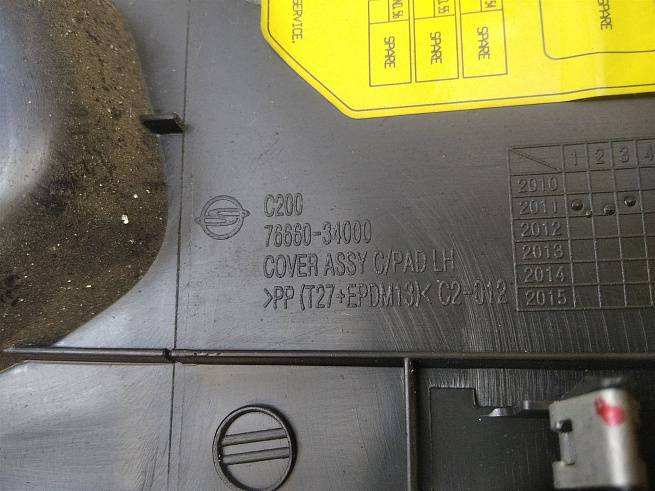 SERVICE.
SPARE
SPARE
SPARE
C200
76660-34000
COVER ASSY C/PAD LH
>PP (T27+EPDM13)< C2-012
1 2 3 4
2010
2011
2012
2013
2014
2015